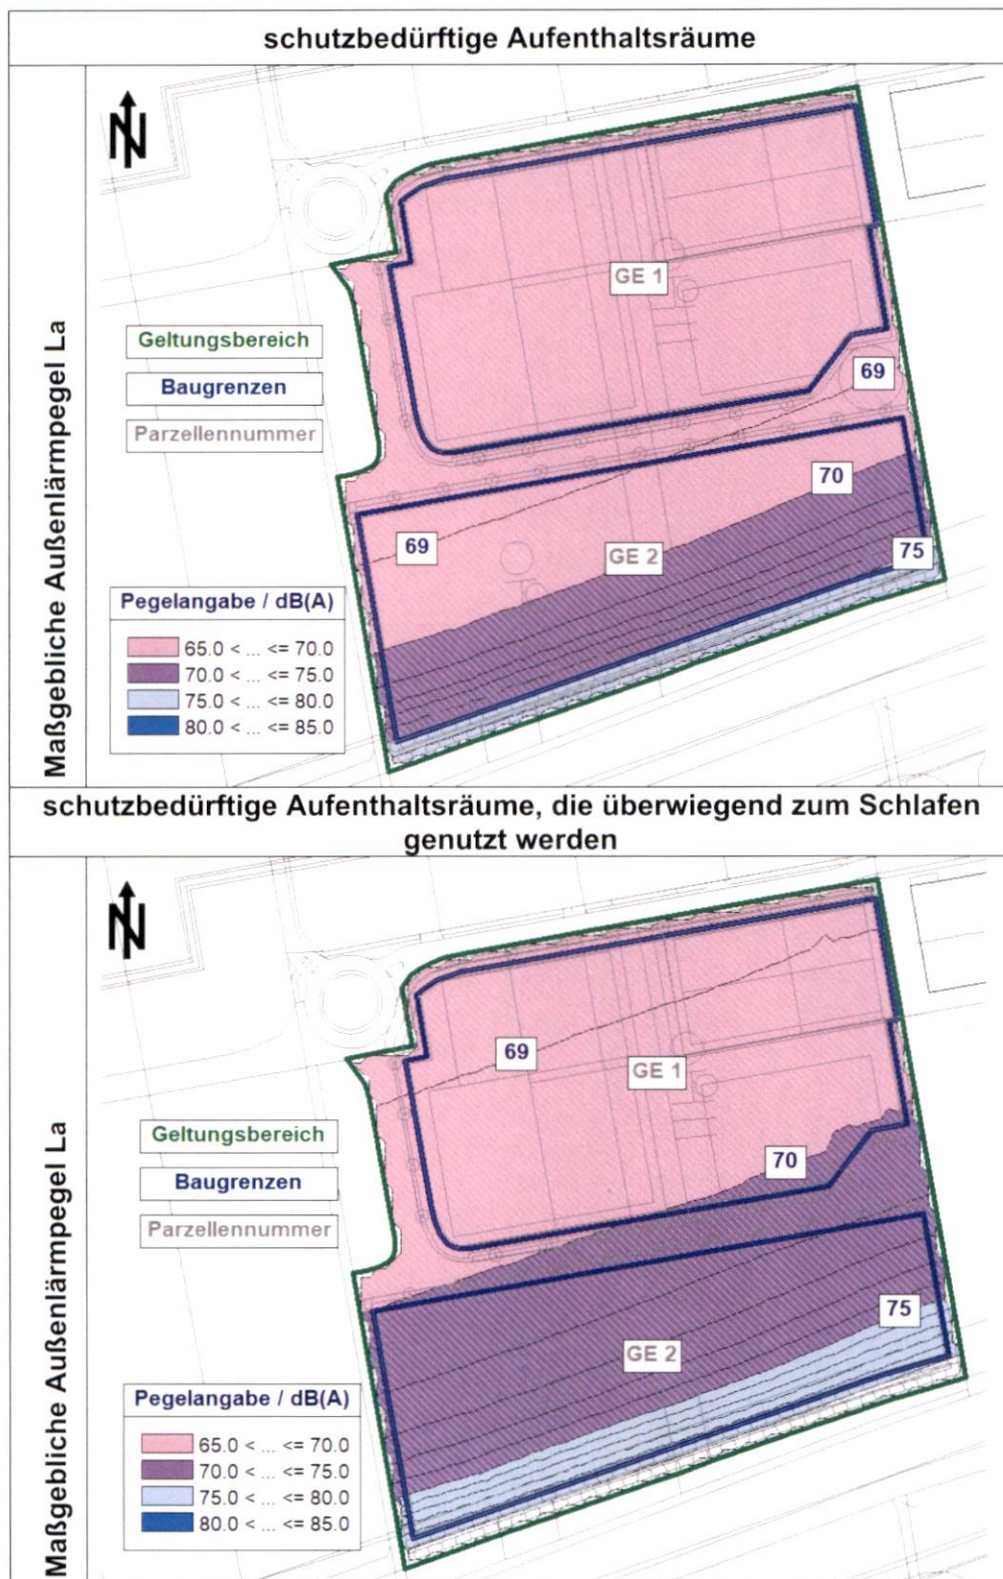 schutzbedürftige Aufenthaltsräume
Maßgebliche Außenlärmpegel La
N
GE 1
Geltungsbereich
Baugrenzen
Parzellennummer
69
70
69
GE 2
75
Pegelangabe / dB(A)
65.0 < ... <= 70.0
70.0 < ... <= 75.0
75.0 < ... <= 80.0
80.0 < ... <= 85.0
schutzbedürftige Aufenthaltsräume, die überwiegend zum Schlafen
genutzt werden
Maßgebliche Außenlärmpegel La
N
69
GE 1
Geltungsbereich
Baugrenzen
Parzellennummer
70
75
GE 2
Pegelangabe / dB(A)
65.0 < ... <= 70.0
70.0 < ... <= 75.0
75.0 < ... <= 80.0
80.0 < ... <= 85.0